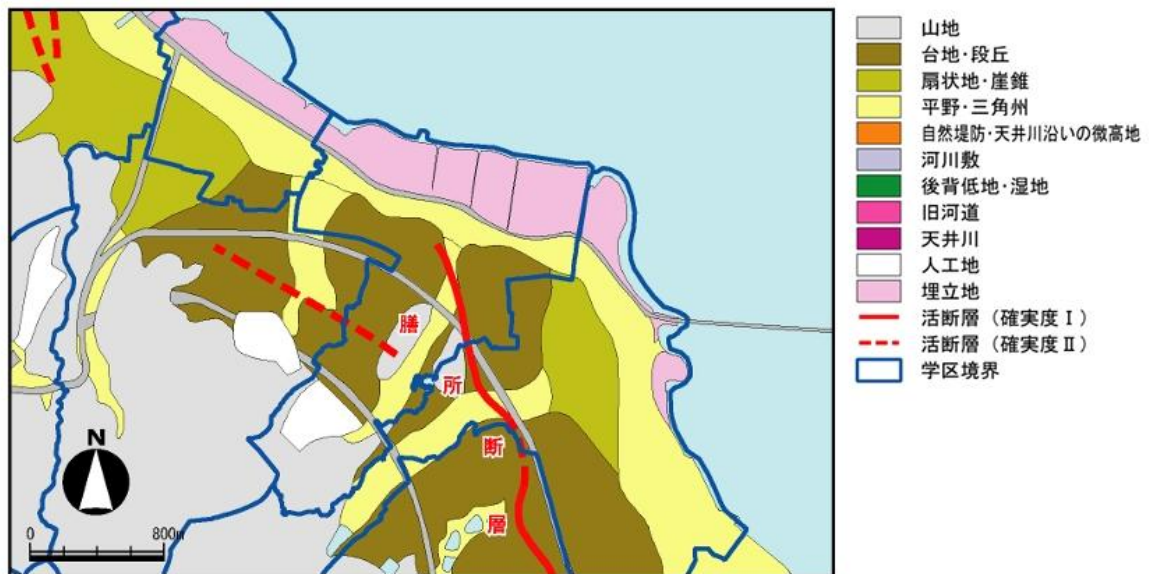 膳
所
断
層
N
0 800m
山地
台地・段丘
扇状地・崖錐
平野・三角州
自然堤防・天井川沿いの微高地
河川敷
後背低地・湿地
旧河道
天井川
人工地
埋立地
活断層（確実度Ⅰ）
活断層（確実度Ⅱ）
学区境界